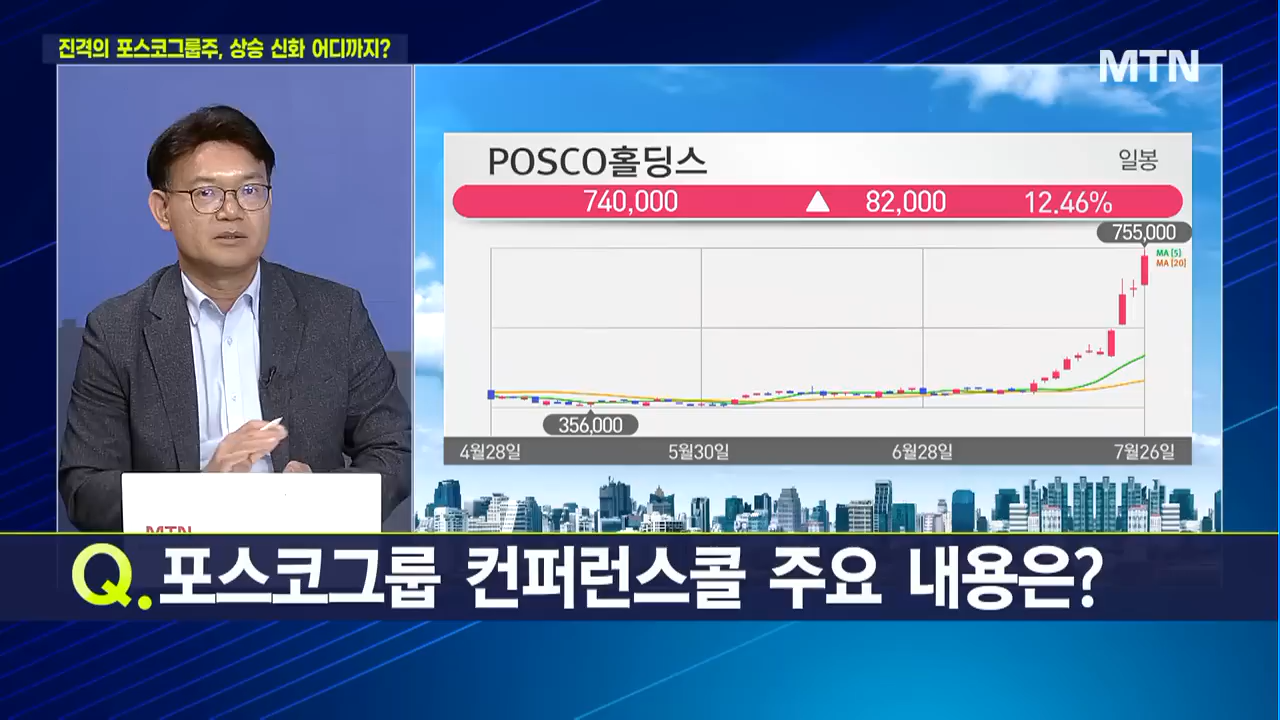 진격의 포스코그룹주, 상승 신화 어디까지?
MTN
POSCO홀딩스
일봉
740,000 ▲ 82,000 12.46%
755,000
MA [5]
MA [20]
356,000
4월28일 5월30일 6월28일 7월26일
MTN
Q.포스코그룹 컨퍼런스콜 주요 내용은?